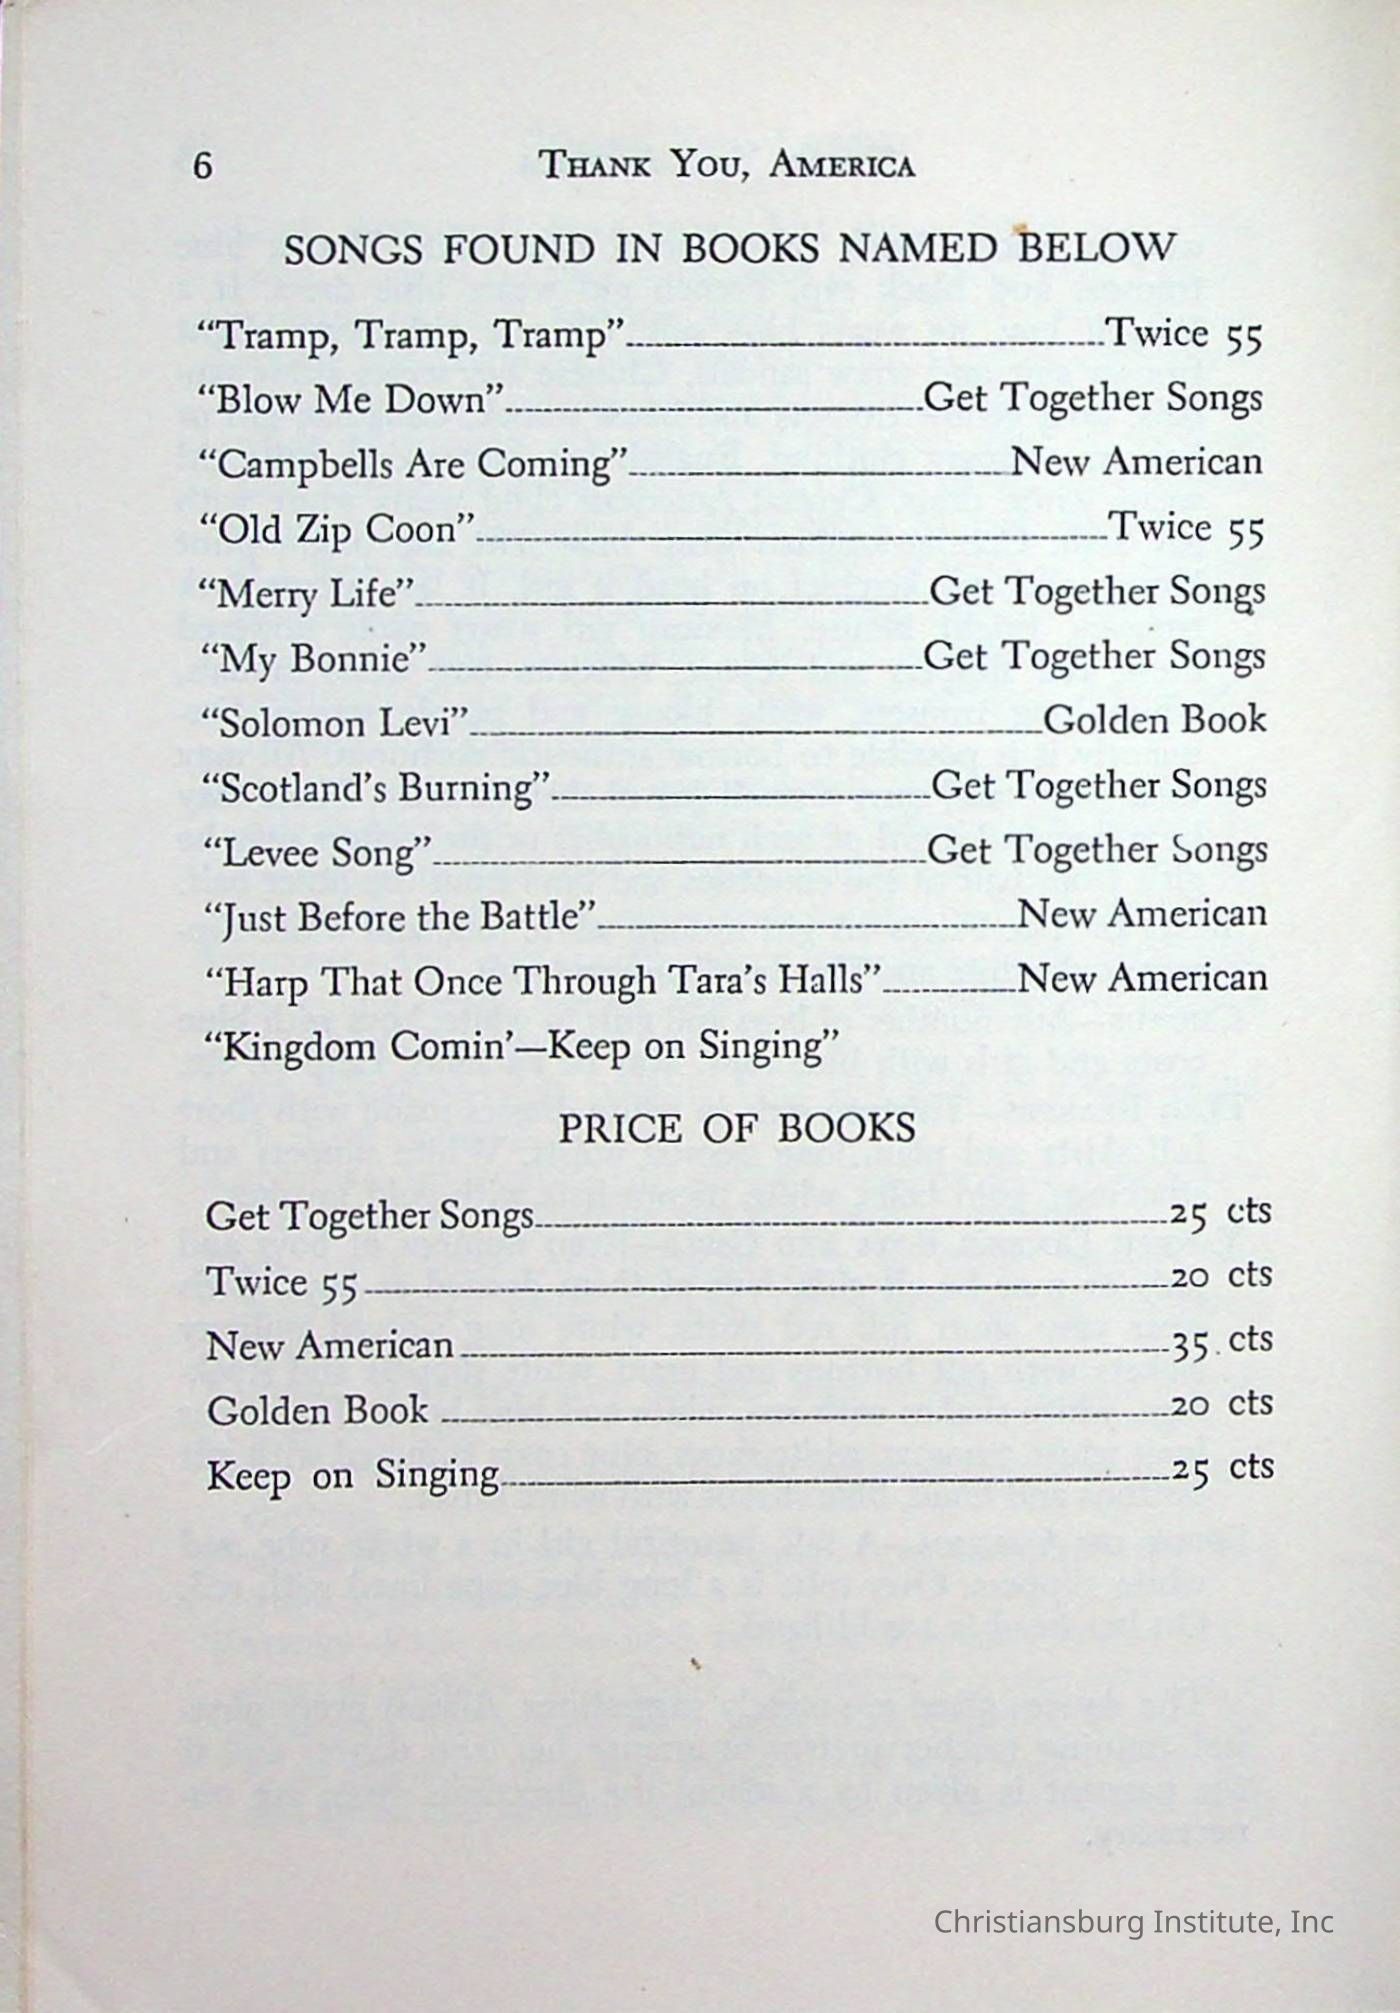 6 Thank You, America
SONGS FOUND IN BOOKS NAMED BELOW
“Tramp, Tramp, Tramp” Twice 55
“Blow Me Down” Get Together Songs
“Campbells Are Coming” New American
“Old Zip Coon” Twice 55
“Merry Life” Get Together Songs
“My Bonnie” Get Together Songs
“Solomon Levi” Golden Book
“Scotland’s Burning” Get Together Songs
“Levee Song” Get Together Songs
“Just Before the Battle” New American
“Harp That Once Through Tara’s Halls” New American
“Kingdom Comin’—Keep on Singing”
PRICE OF BOOKS
Get Together Songs 25 cts
Twice 55 20 cts
New American 35 cts
Golden Book 20 cts
Keep on Singing 25 cts
Christiansburg Institute, Inc